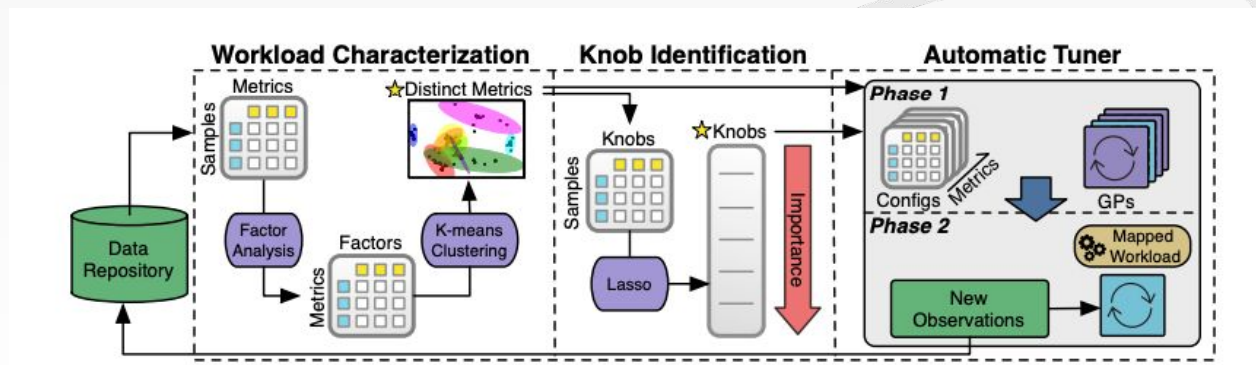 Workload Characterization
Knob Identification
Automatic Tuner
Metrics
Samples
Distinct Metrics
Factor
Analysis
Factors
Metrics
K-means
Clustering
Data
Repository
Knobs
Samples
Lasso
Knobs
Importance
Phase 1
Configs
Metrics
GPs
Phase 2
Mapped
Workload
New
Observations